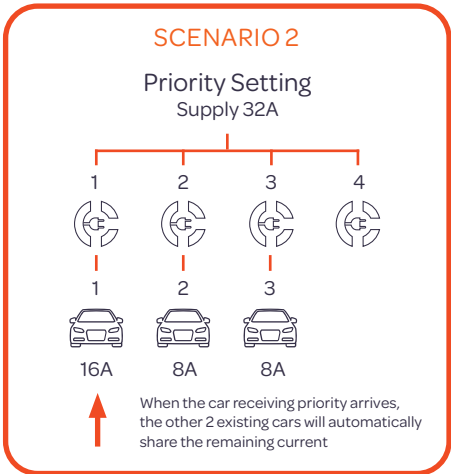 SCENARIO 2
Priority Setting
Supply 32A
1 2 3 4
1 2 3
16A 8A 8A
When the car receiving priority arrives,
the other 2 existing cars will automatically
share the remaining current